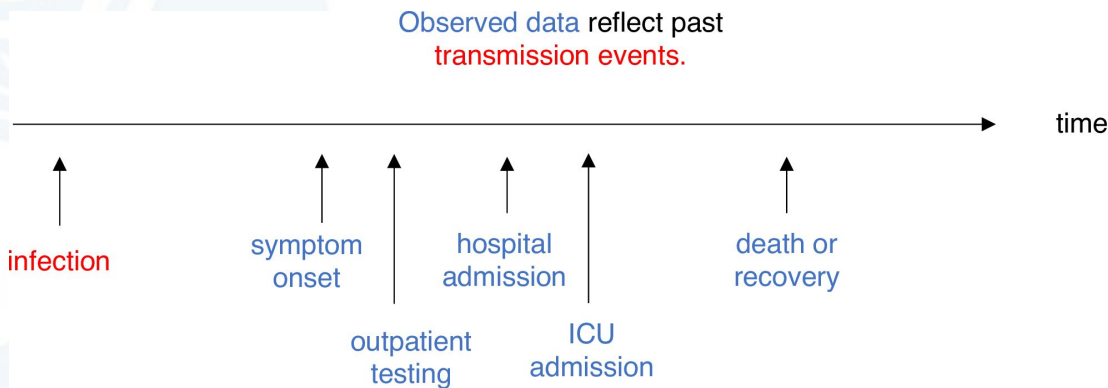 Observed data reflect past
transmission events.
time
infection
symptom
onset
outpatient
testing
hospital
admission
ICU
admission
death or
recovery